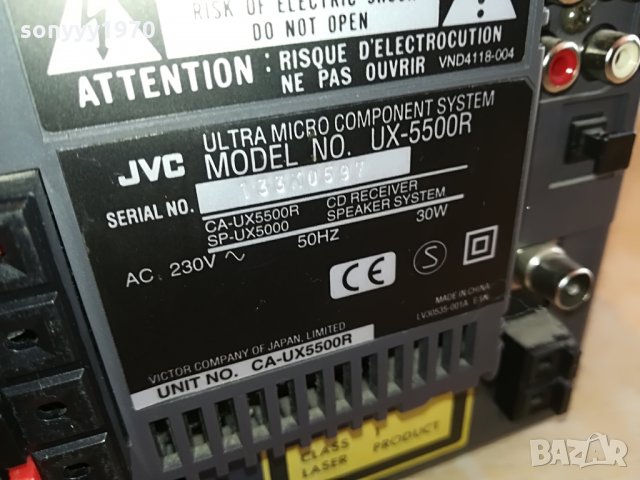 sonyyy1970
RISK OF ELECTRIC SHOCK
DO NOT OPEN
ATTENTION : RISQUE D'ELECTROCUTION
NE PAS OUVRIR VND4118-004
JVC ULTRA MICRO COMPONENT SYSTEM
MODEL NO. UX-5500R
SERIAL NO.
CA-UX5500R CD RECEIVER
SP-UX5000 SPEAKER SYSTEM
AC 230V ~ 50HZ 30W
CE S
MADE IN CHINA
LV30535-001A
VICTOR COMPANY OF JAPAN, LIMITED
UNIT NO. CA-UX5500R
CLASS
LASER PRODUCT
BAZAR
bazar.bg